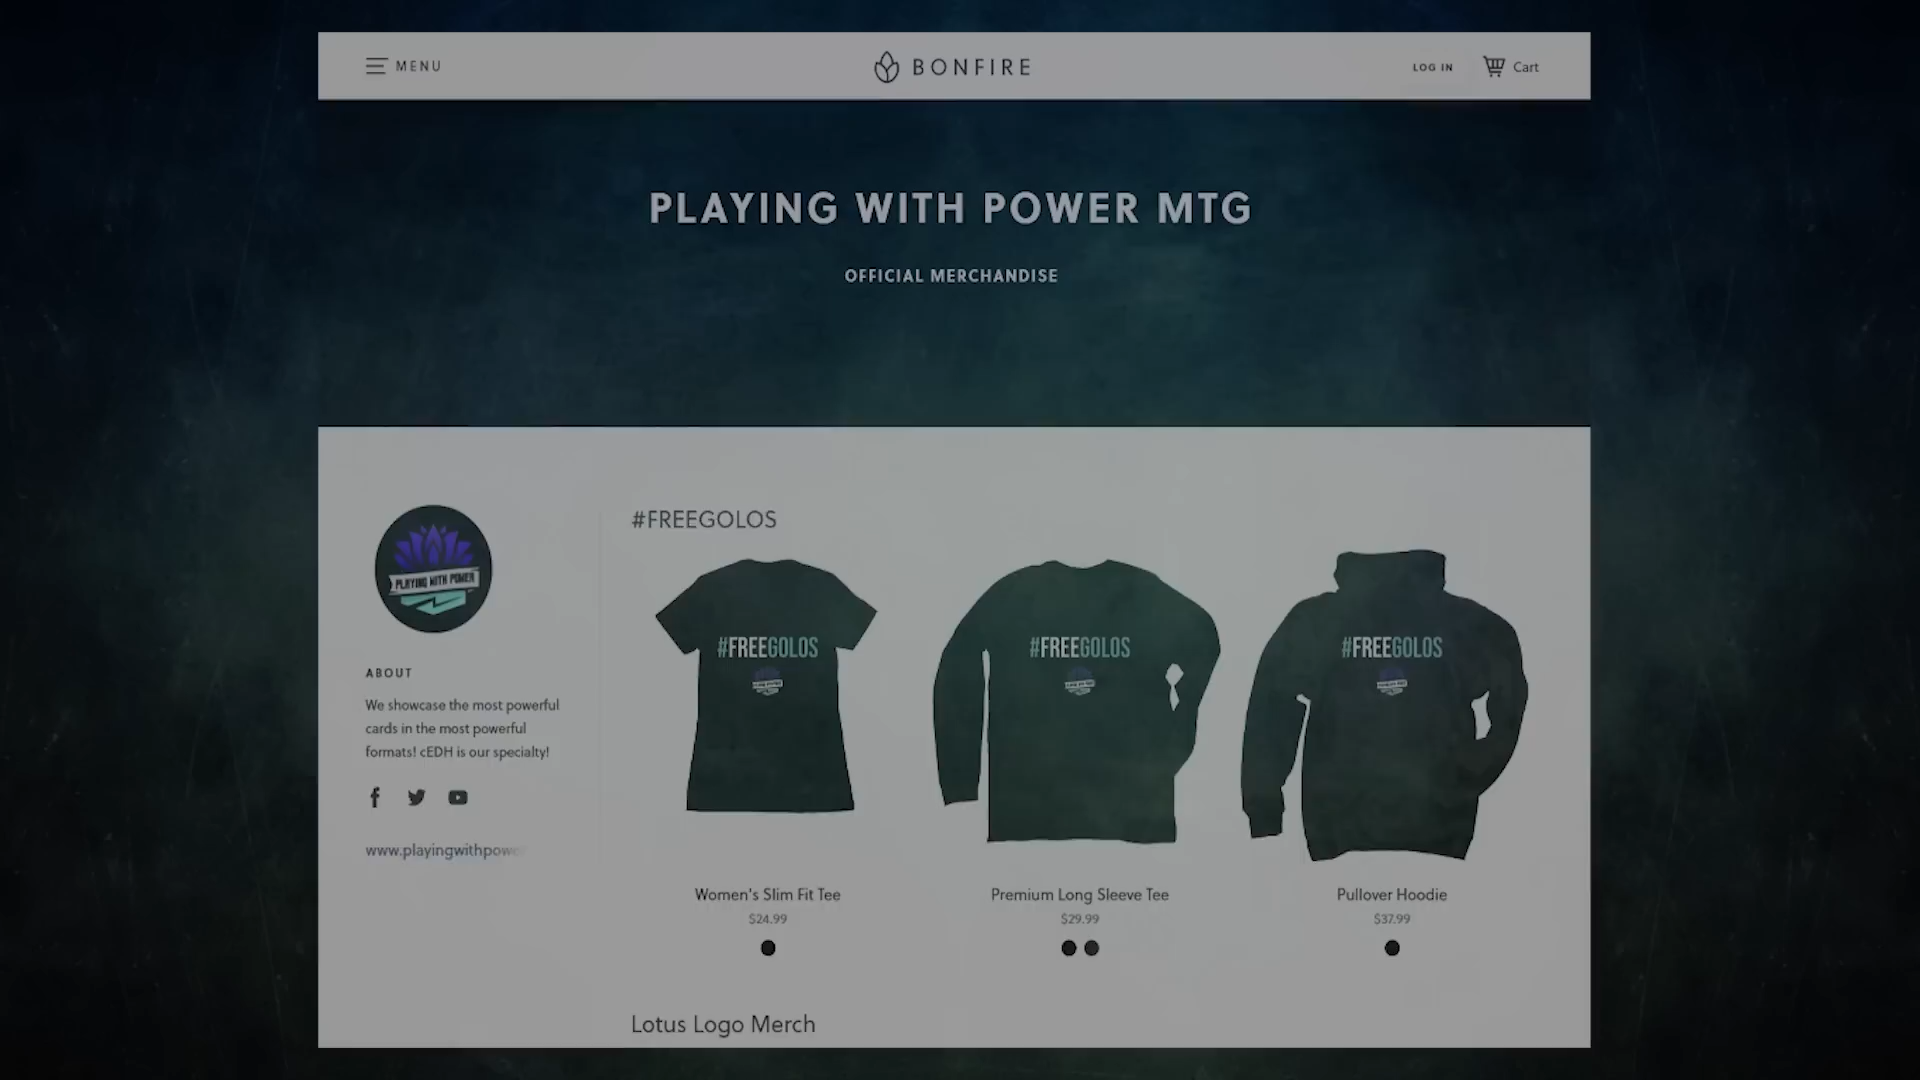 MENU
BONFIRE
LOG IN
Cart
PLAYING WITH POWER MTG
OFFICIAL MERCHANDISE
PLAYING WITH POWER
ABOUT
We showcase the most powerful
cards in the most powerful
formats! cEDH is our specialty!
www.playingwithpowe
#FREEGOLOS
#FREEGOLOS
#FREEGOLOS
#FREEGOLOS
Women's Slim Fit Tee
Premium Long Sleeve Tee
Pullover Hoodie
$24.99
$29.99
$37.99
Lotus Logo Merch